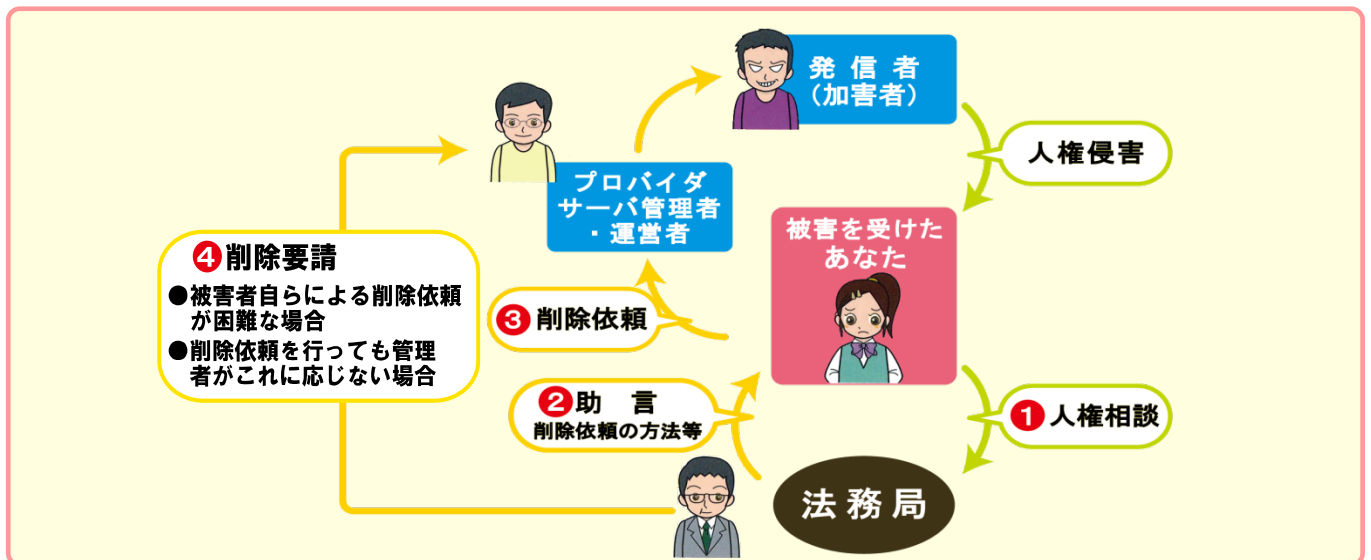 発信者
（加害者）
人権侵害
プロバイダ
サーバ管理者
・運営者
被害を受けた
あなた
❹削除要請
●被害者自らによる削除依頼
が困難な場合
●削除依頼を行っても管理
者がこれに応じない場合
❸削除依頼
❷助　言
削除依頼の方法等
❶人権相談
法務局